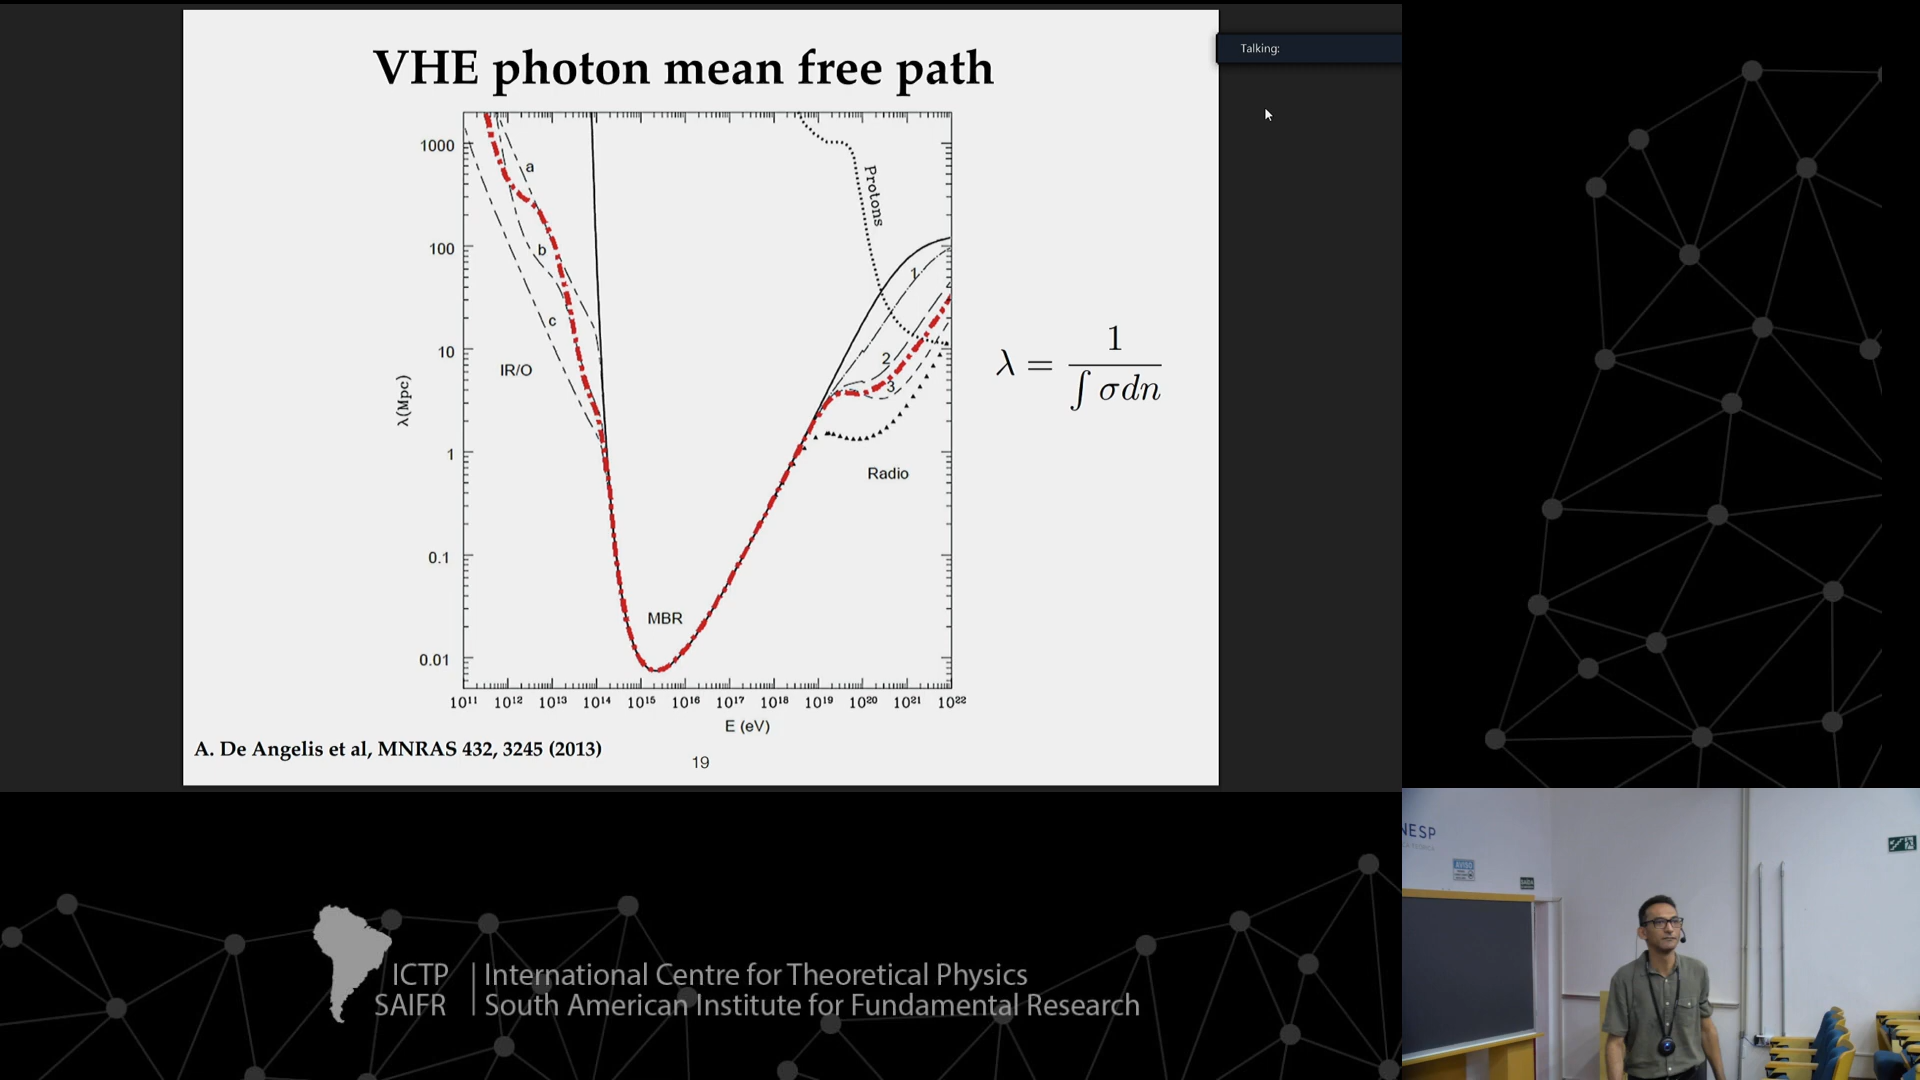 VHE photon mean free path
Talking:
1000
100
10
1
0.1
0.01
λ(Mpc)
a
b
c
IR/O
MBR
Protons
1
2
3
Radio
10¹¹ 10¹² 10¹³ 10¹⁴ 10¹⁵ 10¹⁶ 10¹⁷ 10¹⁸ 10¹⁹ 10²⁰ 10²¹ 10²²
E (eV)
λ = 1 / ∫ σdn
A. De Angelis et al, MNRAS 432, 3245 (2013)
19
ICTP | International Centre for Theoretical Physics
SAIFR | South American Institute for Fundamental Research
NESP
AVISO